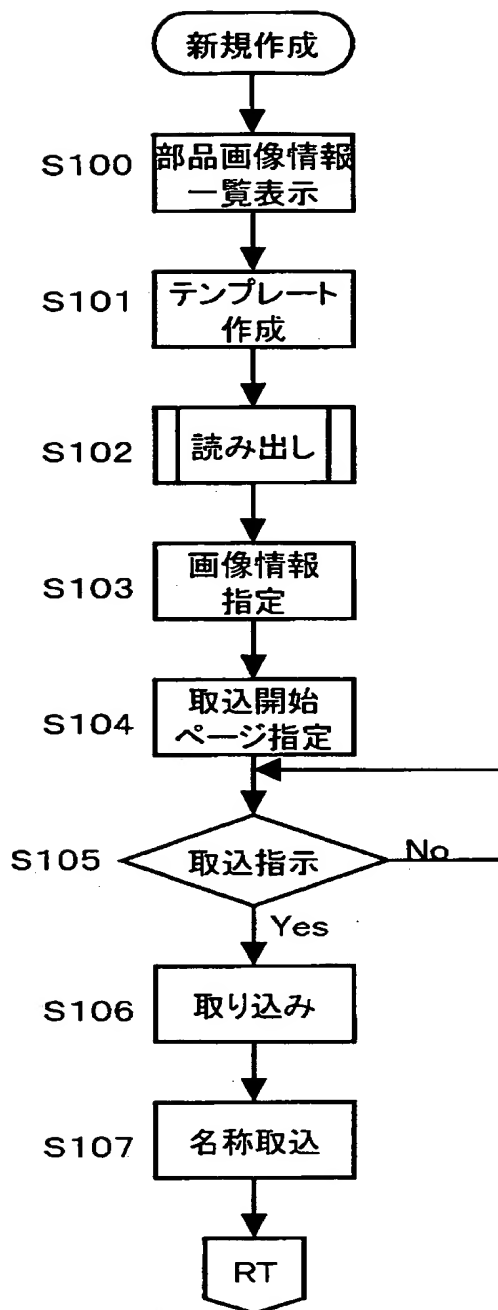 新規作成
S100
部品画像情報
一覧表示
S101
テンプレート
作成
S102
読み出し
S103
画像情報
指定
S104
取込開始
ページ指定
S105
取込指示
No
Yes
S106
取り込み
S107
名称取込
RT